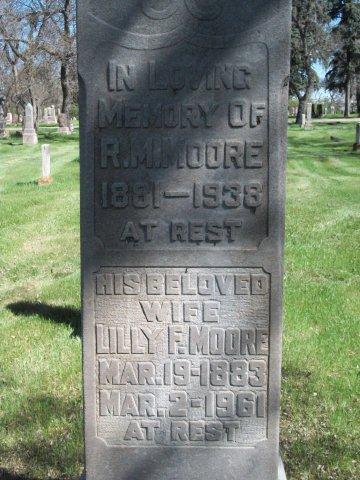 IN LOVING
MEMORY OF
R.M.MOORE
1881-1938
AT REST
HIS BELOVED
WIFE
LILLY F. MOORE
MAR. 19-1883
MAR. 2-1961
AT REST